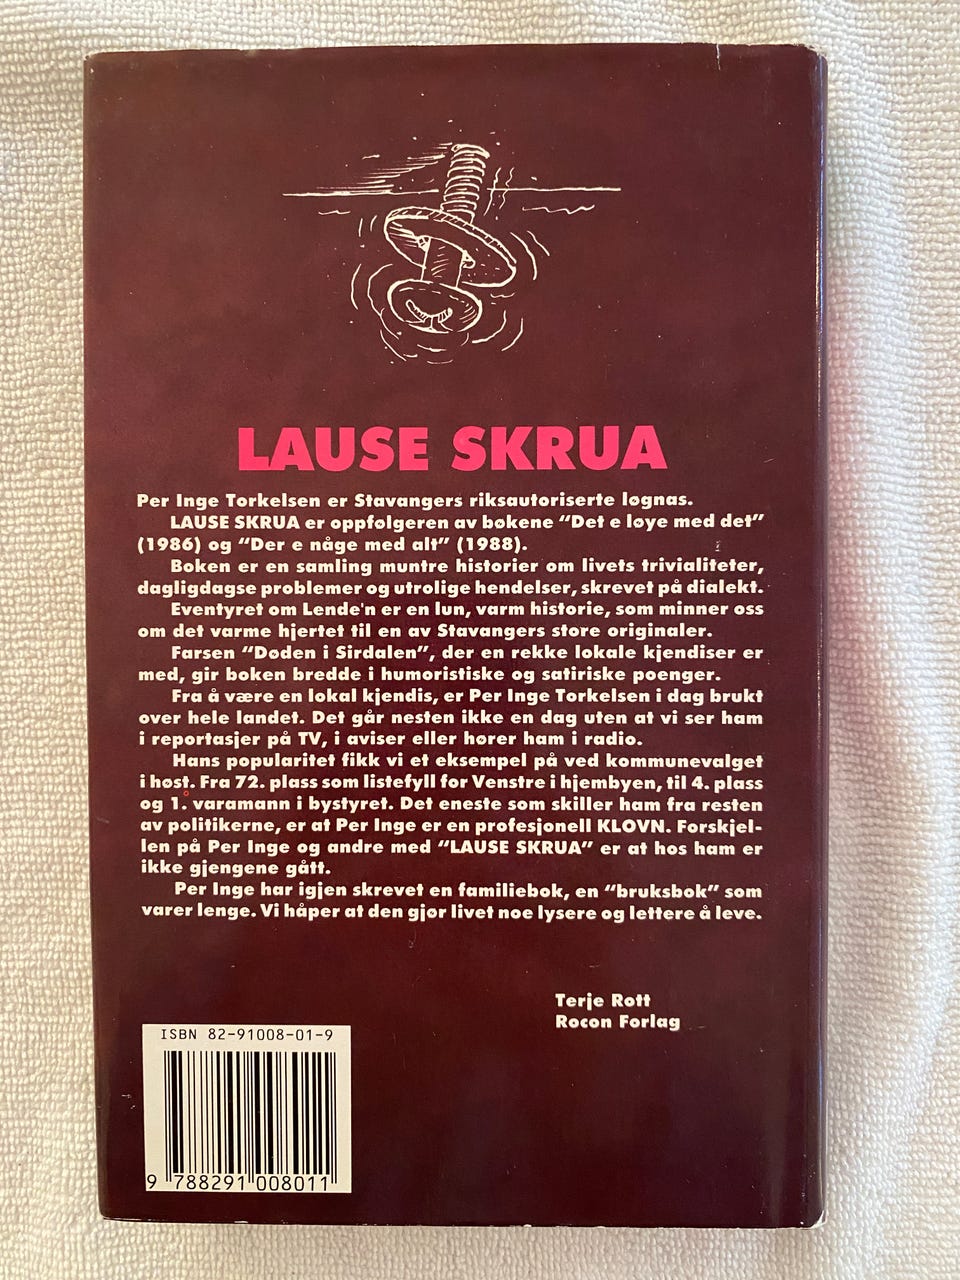 LAUSE SKRUA
Per Inge Torkelsen er Stavangers riksautoriserte løgnas.
LAUSE SKRUA er oppfølgeren av bøkene "Det e løye med det"
(1986) og "Der e någe med alt" (1988).
Boken er en samling muntre historier om livets trivialiteter,
dagligdagse problemer og utrolige hendelser, skrevet på dialekt.
Eventyret om Lende'n er en lun, varm historie, som minner oss
om det varme hjertet til en av Stavangers store originaler.
Farsen "Døden i Sirdalen", der en rekke lokale kjendiser er
med, gir boken bredde i humoristiske og satiriske poenger.
Fra å være en lokal kjendis, er Per Inge Torkelsen i dag brukt
over hele landet. Det går nesten ikke en dag uten at vi ser ham
i reportasjer på TV, i aviser eller hører ham i radio.
Hans popularitet fikk vi et eksempel på ved kommunevalget
i høst. Fra 72. plass som listefyll for Venstre i hjembyen, til 4. plass
og 1. varamann i bystyret. Det eneste som skiller ham fra resten
av politikerne, er at Per Inge er en profesjonell KLOVN. Forskjel-
len på Per Inge og andre med "LAUSE SKRUA" er at hos ham er
ikke gjengene gått.
Per Inge har igjen skrevet en familiebok, en "bruksbok" som
varer lenge. Vi håper at den gjør livet noe lysere og lettere å leve.
Terje Rott
Rocon Forlag
ISBN 82-91008-01-9
9 788291 008011